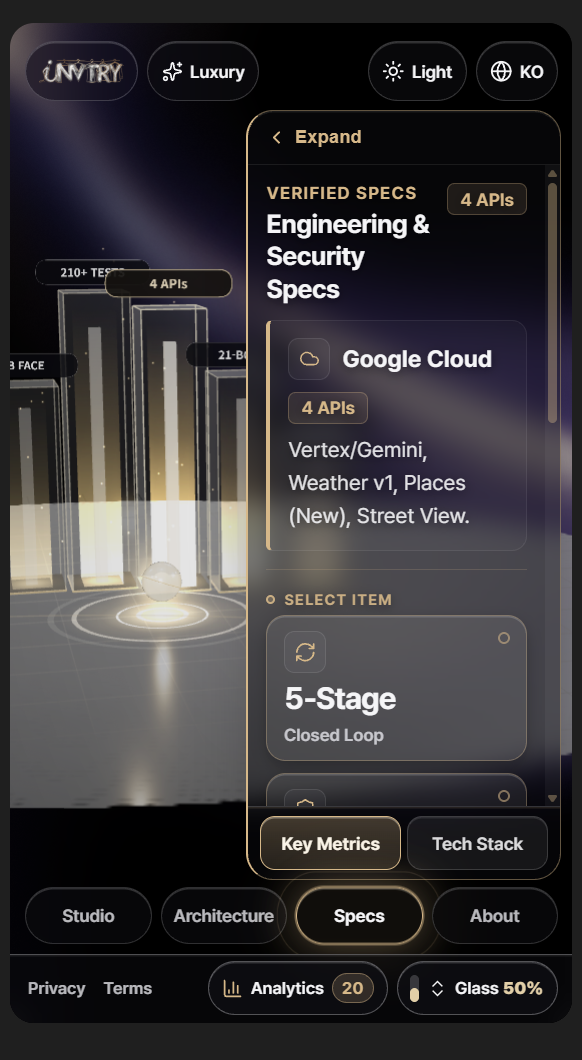 iNVTRY
Luxury
Light
KO
Expand
VERIFIED SPECS
4 APIs
Engineering &
Security
Specs
210+ TESTS
4 APIs
B FACE
Google Cloud
4 APIs
Vertex/Gemini,
Weather v1, Places
(New), Street View.
SELECT ITEM
5-Stage
Closed Loop
Key Metrics
Tech Stack
Studio
Architecture
Specs
About
Privacy
Terms
Analytics
20
Glass 50%